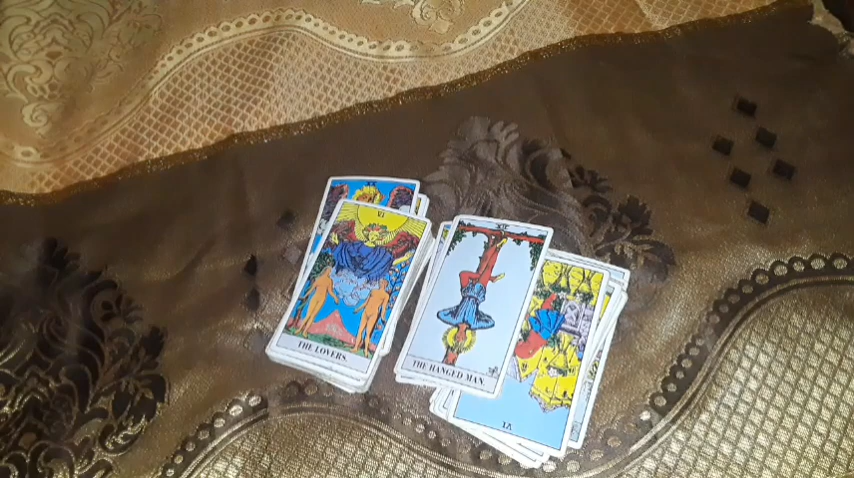 VI
THE LOVERS.
XII
THE HANGED MAN.
VI